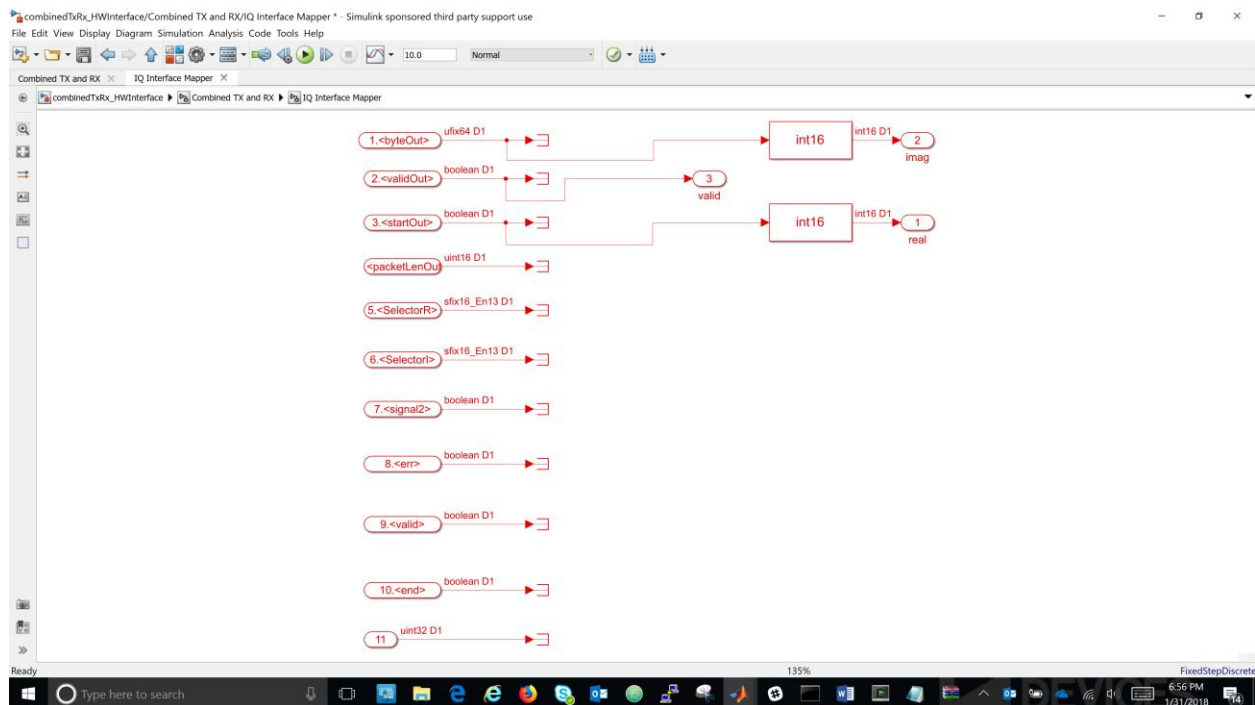 combinedTxRx_HWInterface/Combined TX and RX/IQ Interface Mapper * - Simulink sponsored third party support use
File Edit View Display Diagram Simulation Analysis Code Tools Help
10.0 Normal
Combined TX and RX IQ Interface Mapper
combinedTxRx_HWInterface Combined TX and RX IQ Interface Mapper
1.<byteOut> ufix64 D1 int16 int16 D1 2
imag
2.<validOut> boolean D1 3
valid
3.<startOut> boolean D1 int16 int16 D1 1
real
<packetLenOut uint16 D1
5.<SelectorR> sfix16_En13 D1
6.<SelectorI> sfix16_En13 D1
7.<signal2> boolean D1
8.<err> boolean D1
9.<valid> boolean D1
10.<end> boolean D1
11 uint32 D1
Ready 135% FixedStepDiscrete
Type here to search 6:56 PM
1/31/2018 14